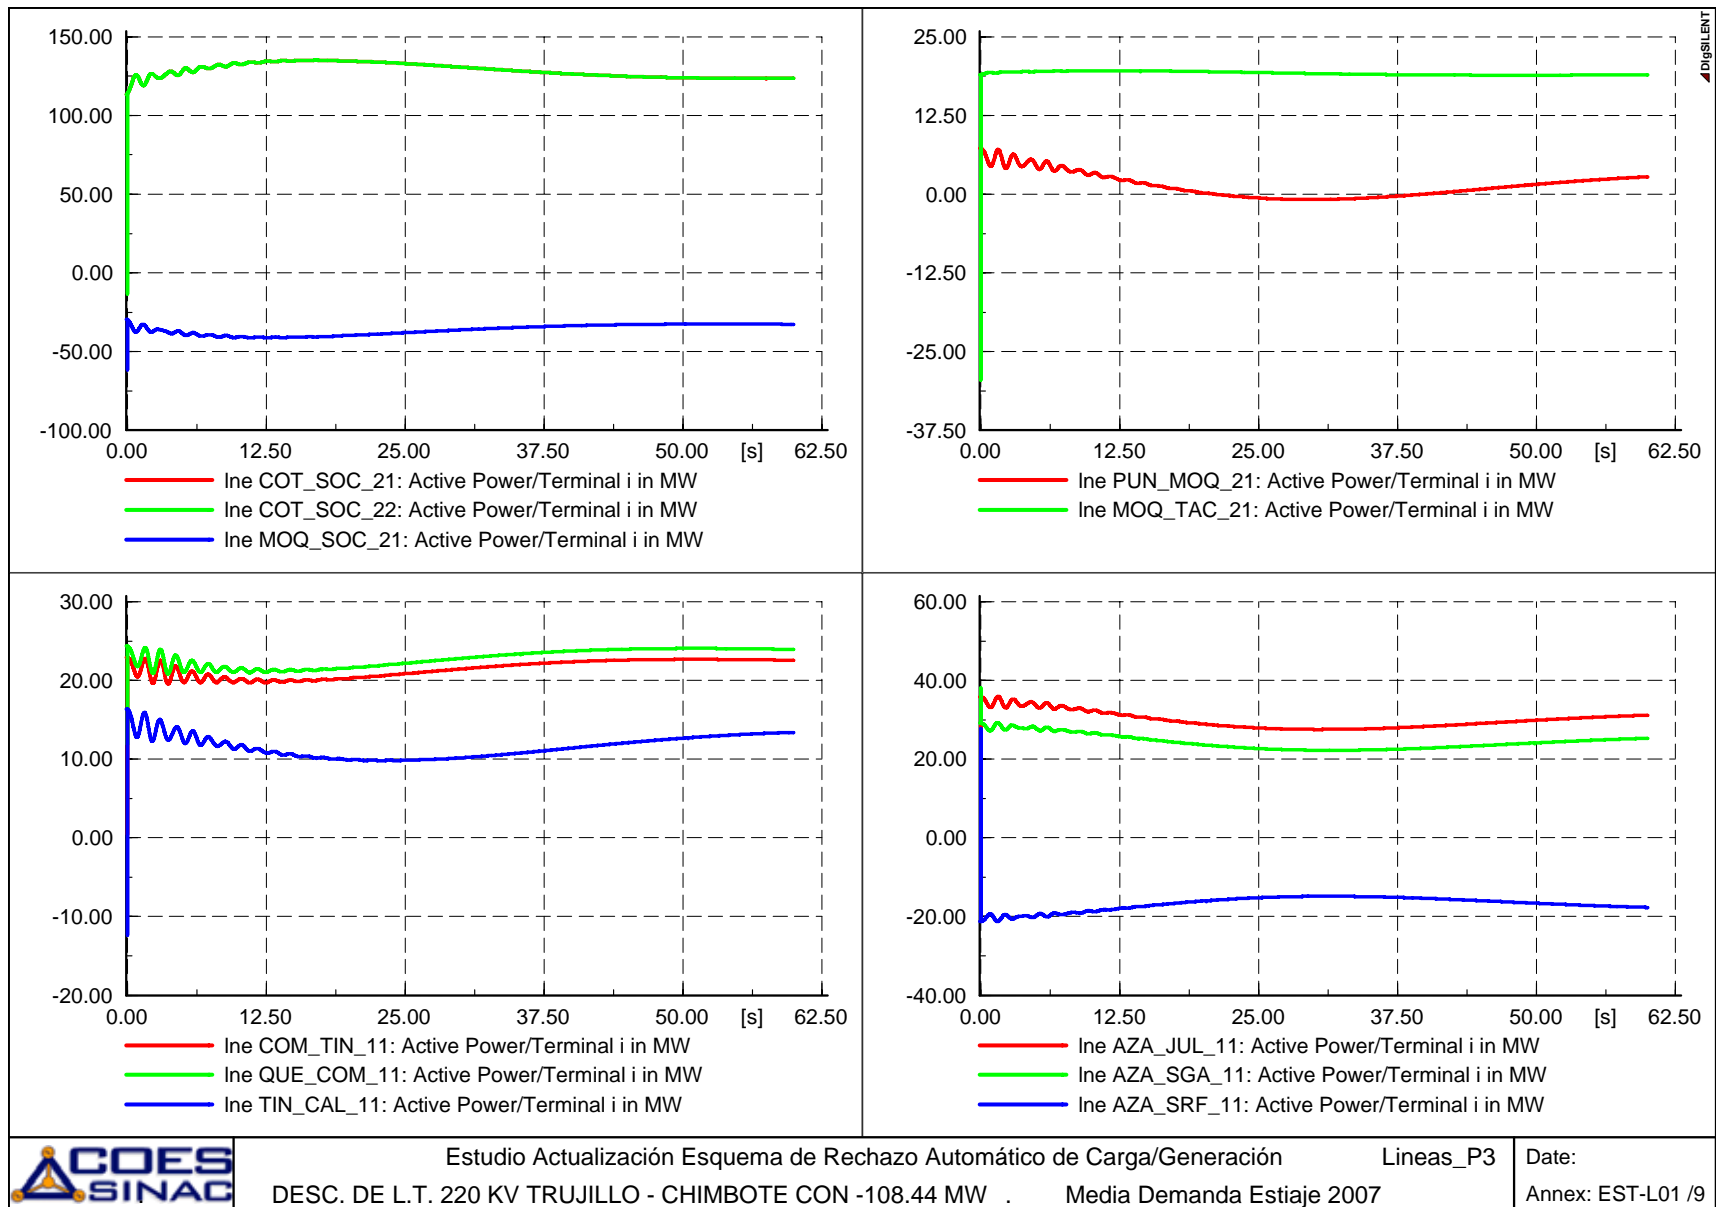 150.00
100.00
50.00
0.00
-50.00
-100.00
0.00 12.50 25.00 37.50 50.00 [s] 62.50
lne COT_SOC_21: Active Power/Terminal i in MW
lne COT_SOC_22: Active Power/Terminal i in MW
lne MOQ_SOC_21: Active Power/Terminal i in MW
25.00
12.50
0.00
-12.50
-25.00
-37.50
0.00 12.50 25.00 37.50 50.00 [s] 62.50
lne PUN_MOQ_21: Active Power/Terminal i in MW
lne MOQ_TAC_21: Active Power/Terminal i in MW
DIgSILENT
30.00
20.00
10.00
0.00
-10.00
-20.00
0.00 12.50 25.00 37.50 50.00 [s] 62.50
lne COM_TIN_11: Active Power/Terminal i in MW
lne QUE_COM_11: Active Power/Terminal i in MW
lne TIN_CAL_11: Active Power/Terminal i in MW
60.00
40.00
20.00
0.00
-20.00
-40.00
0.00 12.50 25.00 37.50 50.00 [s] 62.50
lne AZA_JUL_11: Active Power/Terminal i in MW
lne AZA_SGA_11: Active Power/Terminal i in MW
lne AZA_SRF_11: Active Power/Terminal i in MW
COES
SINAC
Estudio Actualización Esquema de Rechazo Automático de Carga/Generación Lineas_P3
DESC. DE L.T. 220 KV TRUJILLO - CHIMBOTE CON -108.44 MW . Media Demanda Estiaje 2007
Date:
Annex: EST-L01 /9